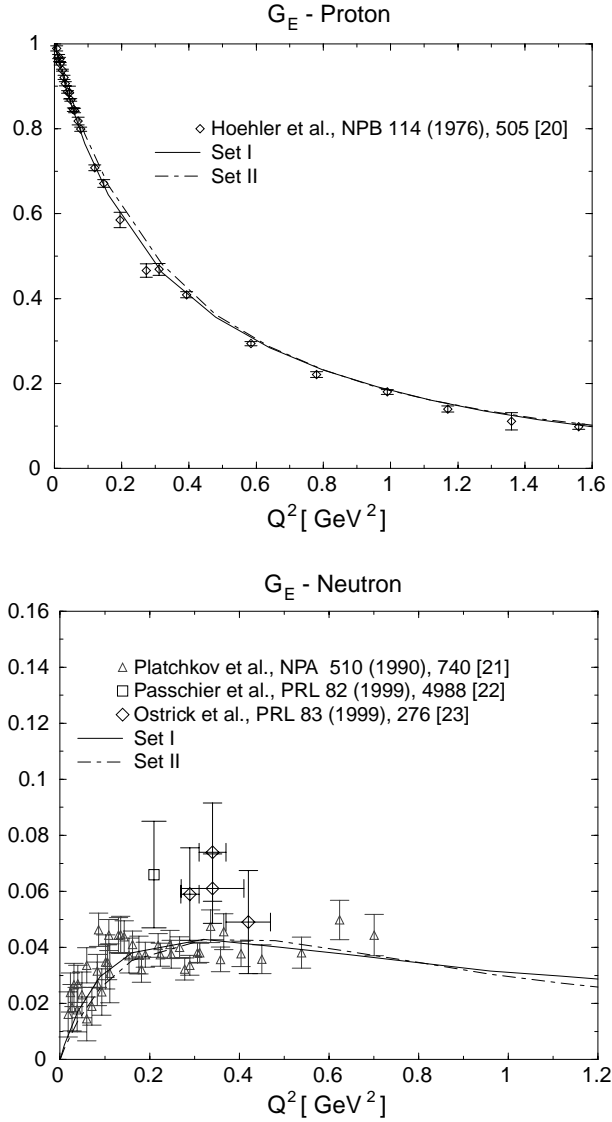 G_E - Proton
1
0.8
0.6
0.4
0.2
0
Hoehler et al., NPB 114 (1976), 505 [20]
Set I
Set II
0 0.2 0.4 0.6 0.8 1 1.2 1.4 1.6
Q^2 [ GeV^2 ]
G_E - Neutron
0.16
0.14
0.12
0.1
0.08
0.06
0.04
0.02
0
Platchkov et al., NPA 510 (1990), 740 [21]
Passchier et al., PRL 82 (1999), 4988 [22]
Ostrick et al., PRL 83 (1999), 276 [23]
Set I
Set II
0 0.2 0.4 0.6 0.8 1 1.2
Q^2 [ GeV^2 ]